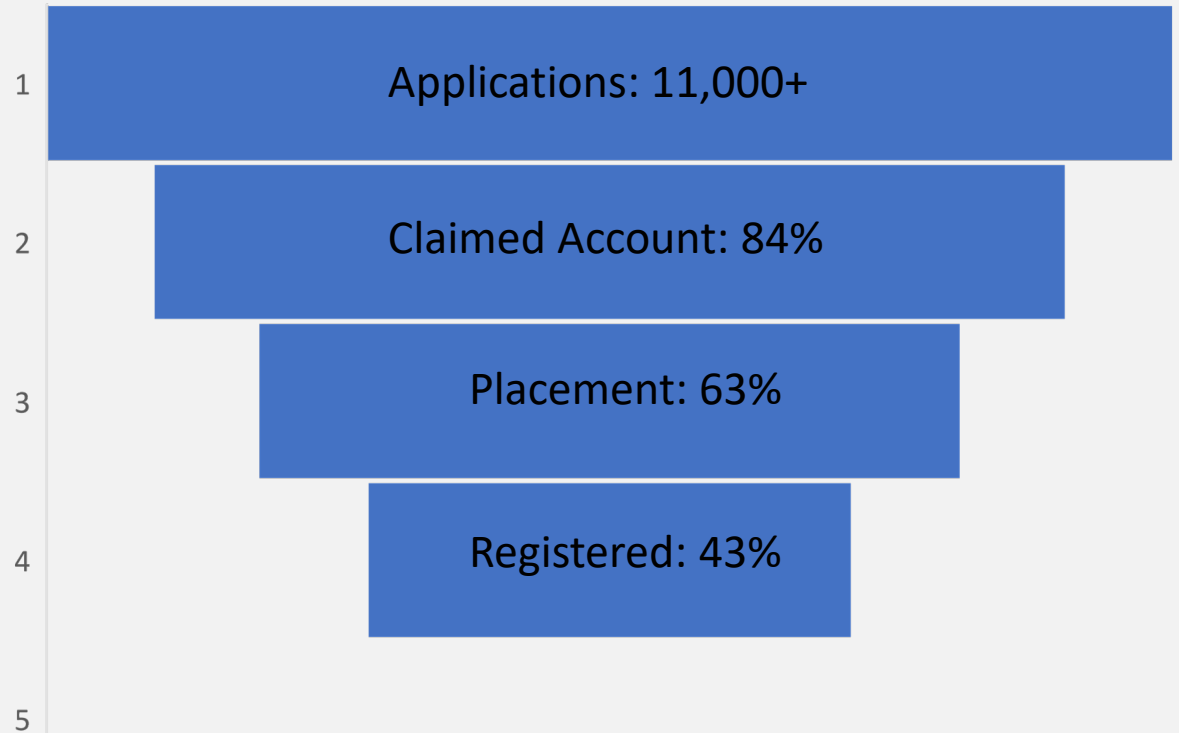 1
Applications: 11,000+
2
Claimed Account: 84%
3
Placement: 63%
4
Registered: 43%
5